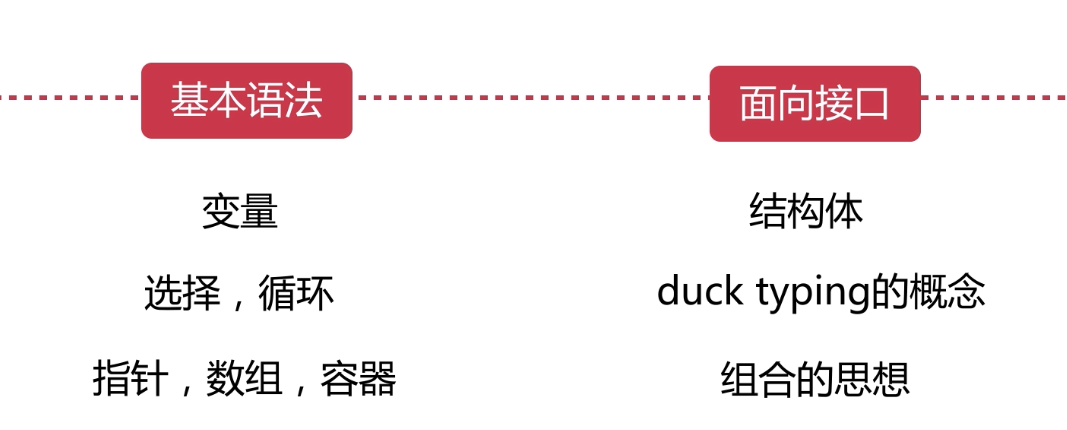 基本语法
变量
选择，循环
指针，数组，容器
面向接口
结构体
duck typing的概念
组合的思想